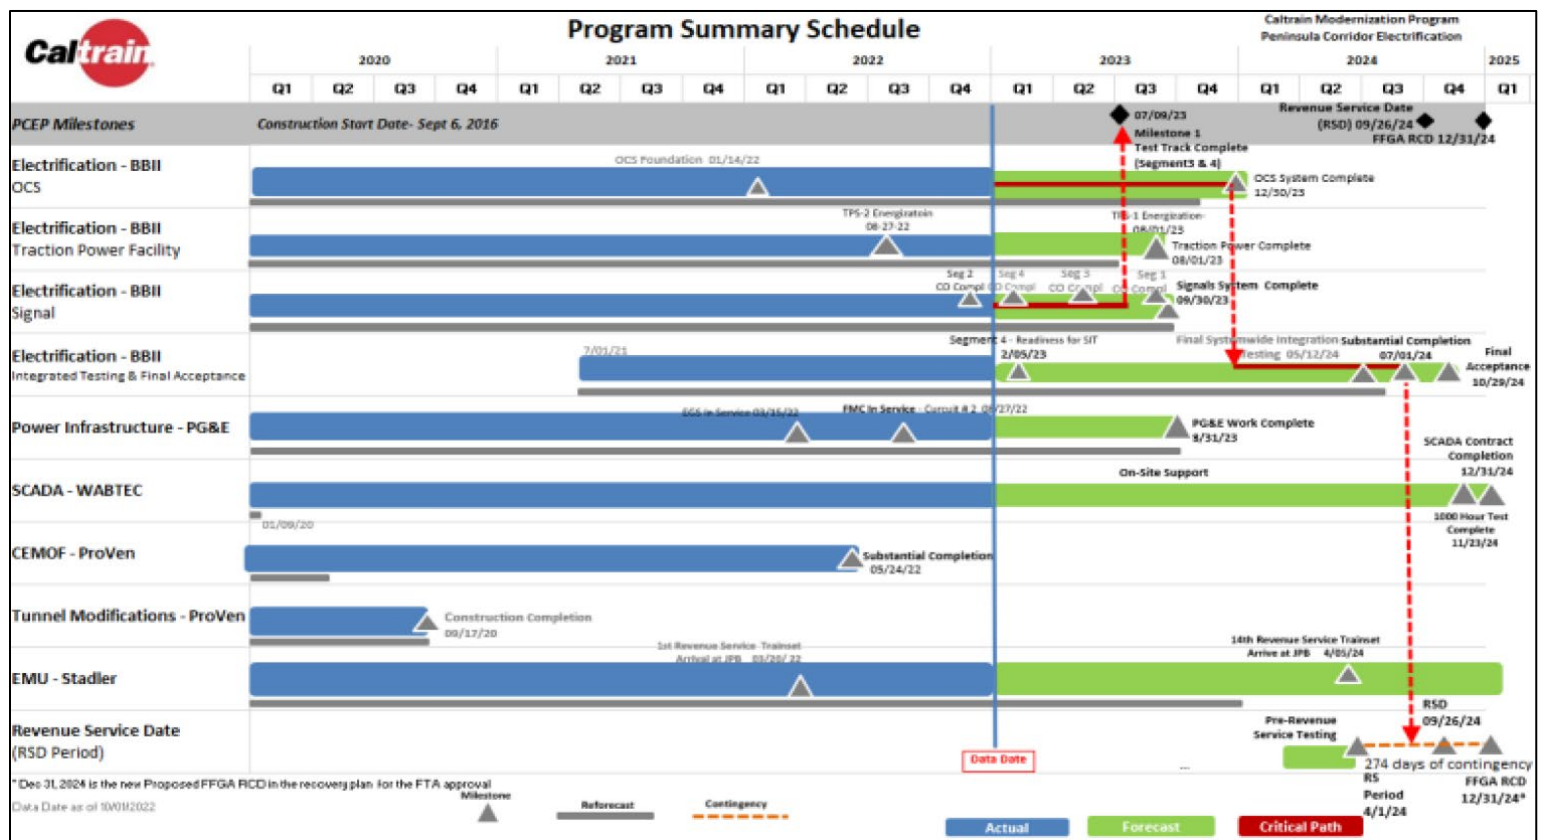 Caltrain
Program Summary Schedule
Caltrain Modernization Program
Peninsula Corridor Electrification
2020 2021 2022 2023 2024 2025
Q1 Q2 Q3 Q4 Q1 Q2 Q3 Q4 Q1 Q2 Q3 Q4 Q1 Q2 Q3 Q4 Q1 Q2 Q3 Q4 Q1
PCEP Milestones
Construction Start Date- Sept 6, 2016
07/09/23
Milestone 1
Test Track Complete
(Segment3 & 4)
Revenue Service Date
(RSD) 09/26/24
FFGA RCD 12/31/24
Electrification - BBII
OCS
OCS Foundation 01/14/22
OCS System Complete
12/30/23
Electrification - BBII
Traction Power Facility
TPS-2 Energizatoin
08-27-22
TPS-1 Energization-
08/01/23
Traction Power Complete
08/01/23
Electrification - BBII
Signal
Seg 2
CO Compl
Seg 4
CO Compl
Seg 3
CO Compl
Seg 1
CO Compl
Signals System Complete
09/30/23
Electrification - BBII
Integrated Testing & Final Acceptance
7/01/21
Segment 4 - Readiness for SIT
2/05/23
Final Systemwide Integration
Testing 05/12/24
Substantial Completion
07/01/24
Final
Acceptance
10/29/24
Power Infrastructure - PG&E
EGS In Service 03/15/22
FMC In Service - Curcuit # 2 /27/22
PG&E Work Complete
8/31/23
SCADA - WABTEC
01/09/20
On-Site Support
SCADA Contract
Completion
12/31/24
1000 Hour Test
Complete
11/23/24
CEMOF - ProVen
Substantial Completion
05/24/22
Tunnel Modifications - ProVen
Construction Completion
09/17/20
EMU - Stadler
1st Revenue Service Trainset
Arrival at JPB 03/20/ 22
14th Revenue Service Trainset
Arrive at JPB 4/05/24
Revenue Service Date
(RSD Period)
Pre-Revenue
Service Testing
RSD
09/26/24
274 days of contingency
RS
Period
4/1/24
FFGA RCD
12/31/24*
Data Date
...
* Dec 31, 2024 is the new Proposed FFGA RCD in the recovery plan for the FTA approval
Data Date as of 10/01/2022
Milestone
Reforecast
Contingency
Actual
Forecast
Critical Path